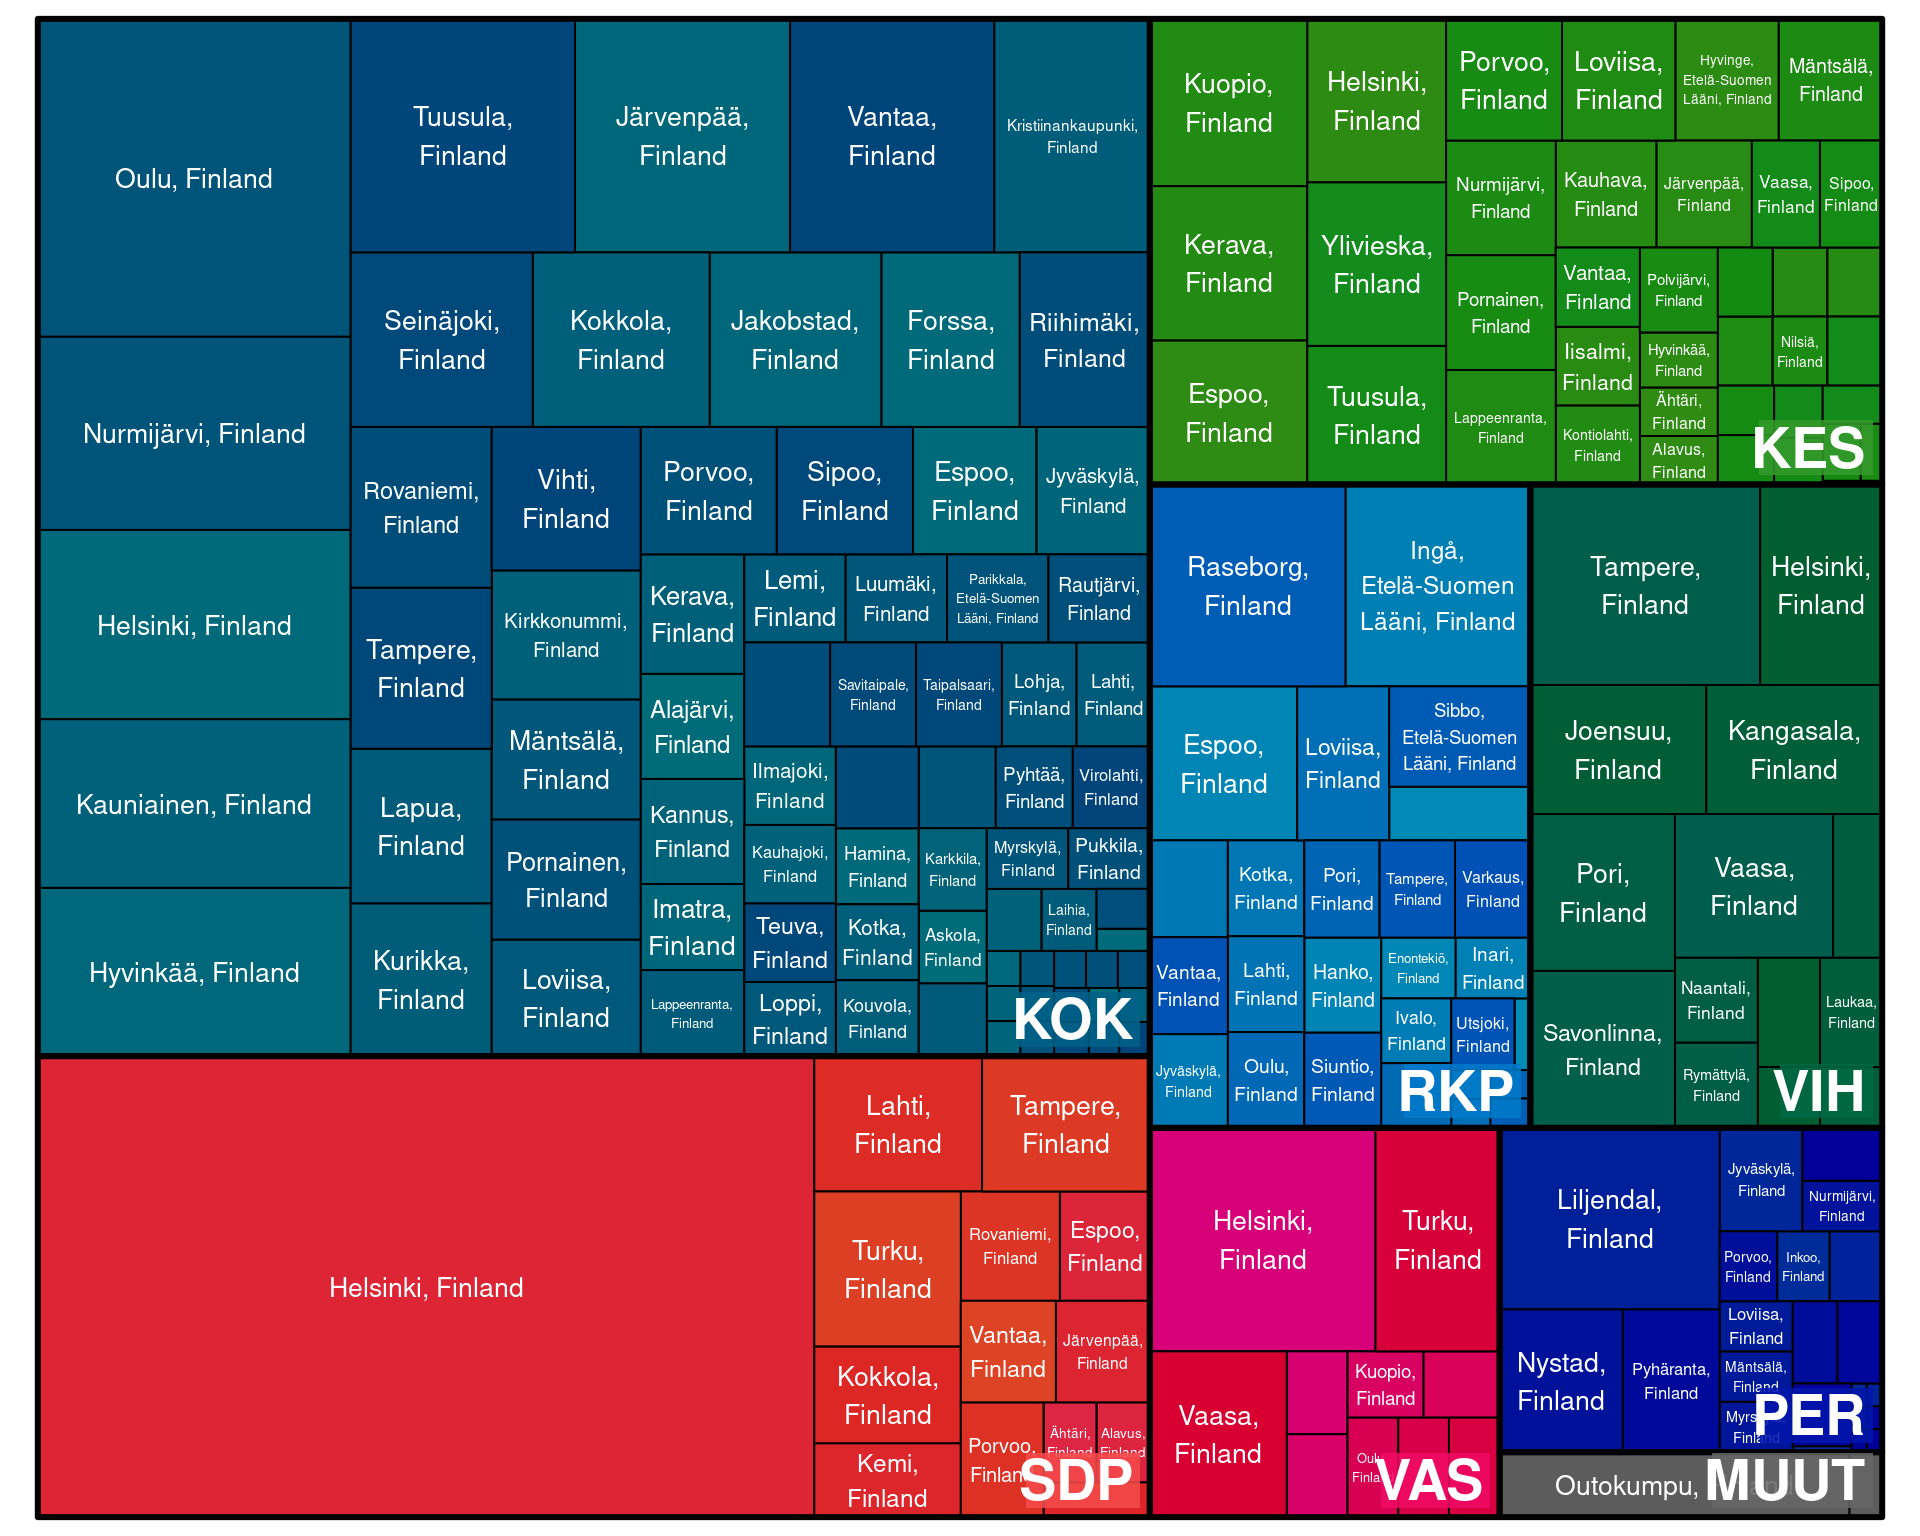 Oulu, Finland
Nurmijärvi, Finland
Helsinki, Finland
Kauniainen, Finland
Hyvinkää, Finland
Tuusula,
Finland
Järvenpää,
Finland
Vantaa,
Finland
Kristiinankaupunki,
Finland
Seinäjoki,
Finland
Kokkola,
Finland
Jakobstad,
Finland
Forssa,
Finland
Riihimäki,
Finland
Rovaniemi,
Finland
Tampere,
Finland
Lapua,
Finland
Kurikka,
Finland
Vihti,
Finland
Kirkkonummi,
Finland
Mäntsälä,
Finland
Pornainen,
Finland
Loviisa,
Finland
Porvoo,
Finland
Sipoo,
Finland
Espoo,
Finland
Jyväskylä,
Finland
Kerava,
Finland
Alajärvi,
Finland
Kannus,
Finland
Imatra,
Finland
Lappeenranta,
Finland
Lemi,
Finland
Luumäki,
Finland
Parikkala,
Etelä-Suomen
Lääni, Finland
Rautjärvi,
Finland
Savitaipale,
Finland
Taipalsaari,
Finland
Lohja,
Finland
Lahti,
Finland
Ilmajoki,
Finland
Kauhajoki,
Finland
Teuva,
Finland
Loppi,
Finland
Pyhtää,
Finland
Virolahti,
Finland
Hamina,
Finland
Kotka,
Finland
Kouvola,
Finland
Karkkila,
Finland
Askola,
Finland
Myrskylä,
Finland
Pukkila,
Finland
Laihia,
Finland
KOK
Helsinki, Finland
Lahti,
Finland
Tampere,
Finland
Turku,
Finland
Kokkola,
Finland
Kemi,
Finland
Rovaniemi,
Finland
Espoo,
Finland
Vantaa,
Finland
Järvenpää,
Finland
Porvoo,
Finland
Ähtäri,
Finland
Alavus,
Finland
SDP
Kuopio,
Finland
Kerava,
Finland
Espoo,
Finland
Helsinki,
Finland
Ylivieska,
Finland
Tuusula,
Finland
Porvoo,
Finland
Loviisa,
Finland
Hyvinge,
Etelä-Suomen
Lääni, Finland
Mäntsälä,
Finland
Nurmijärvi,
Finland
Pornainen,
Finland
Lappeenranta,
Finland
Kauhava,
Finland
Järvenpää,
Finland
Vaasa,
Finland
Sipoo,
Finland
Vantaa,
Finland
Iisalmi,
Finland
Kontiolahti,
Finland
Polvijärvi,
Finland
Hyvinkää,
Finland
Ähtäri,
Finland
Alavus,
Finland
Nilsiä,
Finland
KES
Raseborg,
Finland
Ingå,
Etelä-Suomen
Lääni, Finland
Espoo,
Finland
Loviisa,
Finland
Sibbo,
Etelä-Suomen
Lääni, Finland
Vantaa,
Finland
Jyväskylä,
Finland
Kotka,
Finland
Lahti,
Finland
Oulu,
Finland
Pori,
Finland
Hanko,
Finland
Siuntio,
Finland
Tampere,
Finland
Varkaus,
Finland
Enontekiö,
Finland
Inari,
Finland
Ivalo,
Finland
Utsjoki,
Finland
RKP
Tampere,
Finland
Helsinki,
Finland
Joensuu,
Finland
Kangasala,
Finland
Pori,
Finland
Savonlinna,
Finland
Vaasa,
Finland
Naantali,
Finland
Rymättylä,
Finland
Laukaa,
Finland
VIH
Helsinki,
Finland
Turku,
Finland
Vaasa,
Finland
Kuopio,
Finland
VAS
Liljendal,
Finland
Nystad,
Finland
Pyhäranta,
Finland
Jyväskylä,
Finland
Nurmijärvi,
Finland
Porvoo,
Finland
Inkoo,
Finland
Loviisa,
Finland
Mäntsälä,
Finland
PER
Outokumpu,
MUUT